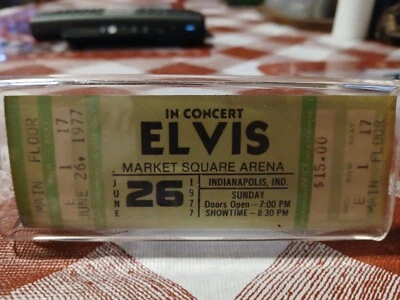 MAIN FLOOR
E 1 17
JUNE 26, 1977
IN CONCERT
ELVIS
MARKET SQUARE ARENA
JUNE
26
1977
INDIANAPOLIS, IND.
SUNDAY
Doors Open - 7:00 PM
SHOWTIME - 8:30 PM
$15.00
E 1 17
MAIN FLOOR